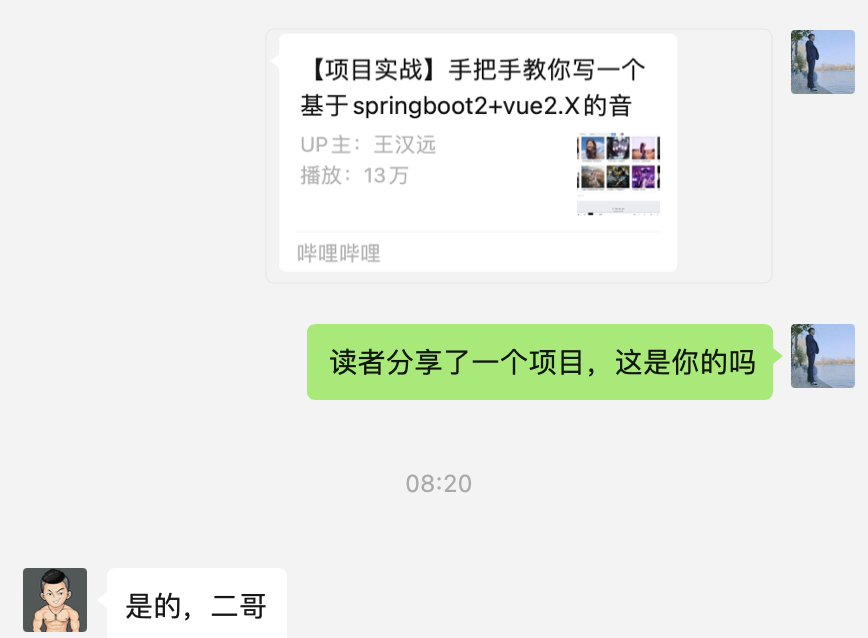 【项目实战】手把手教你写一个
基于springboot2+vue2.X的音
UP主：王汉远
播放：13万
哔哩哔哩
读者分享了一个项目，这是你的吗
08:20
是的，二哥